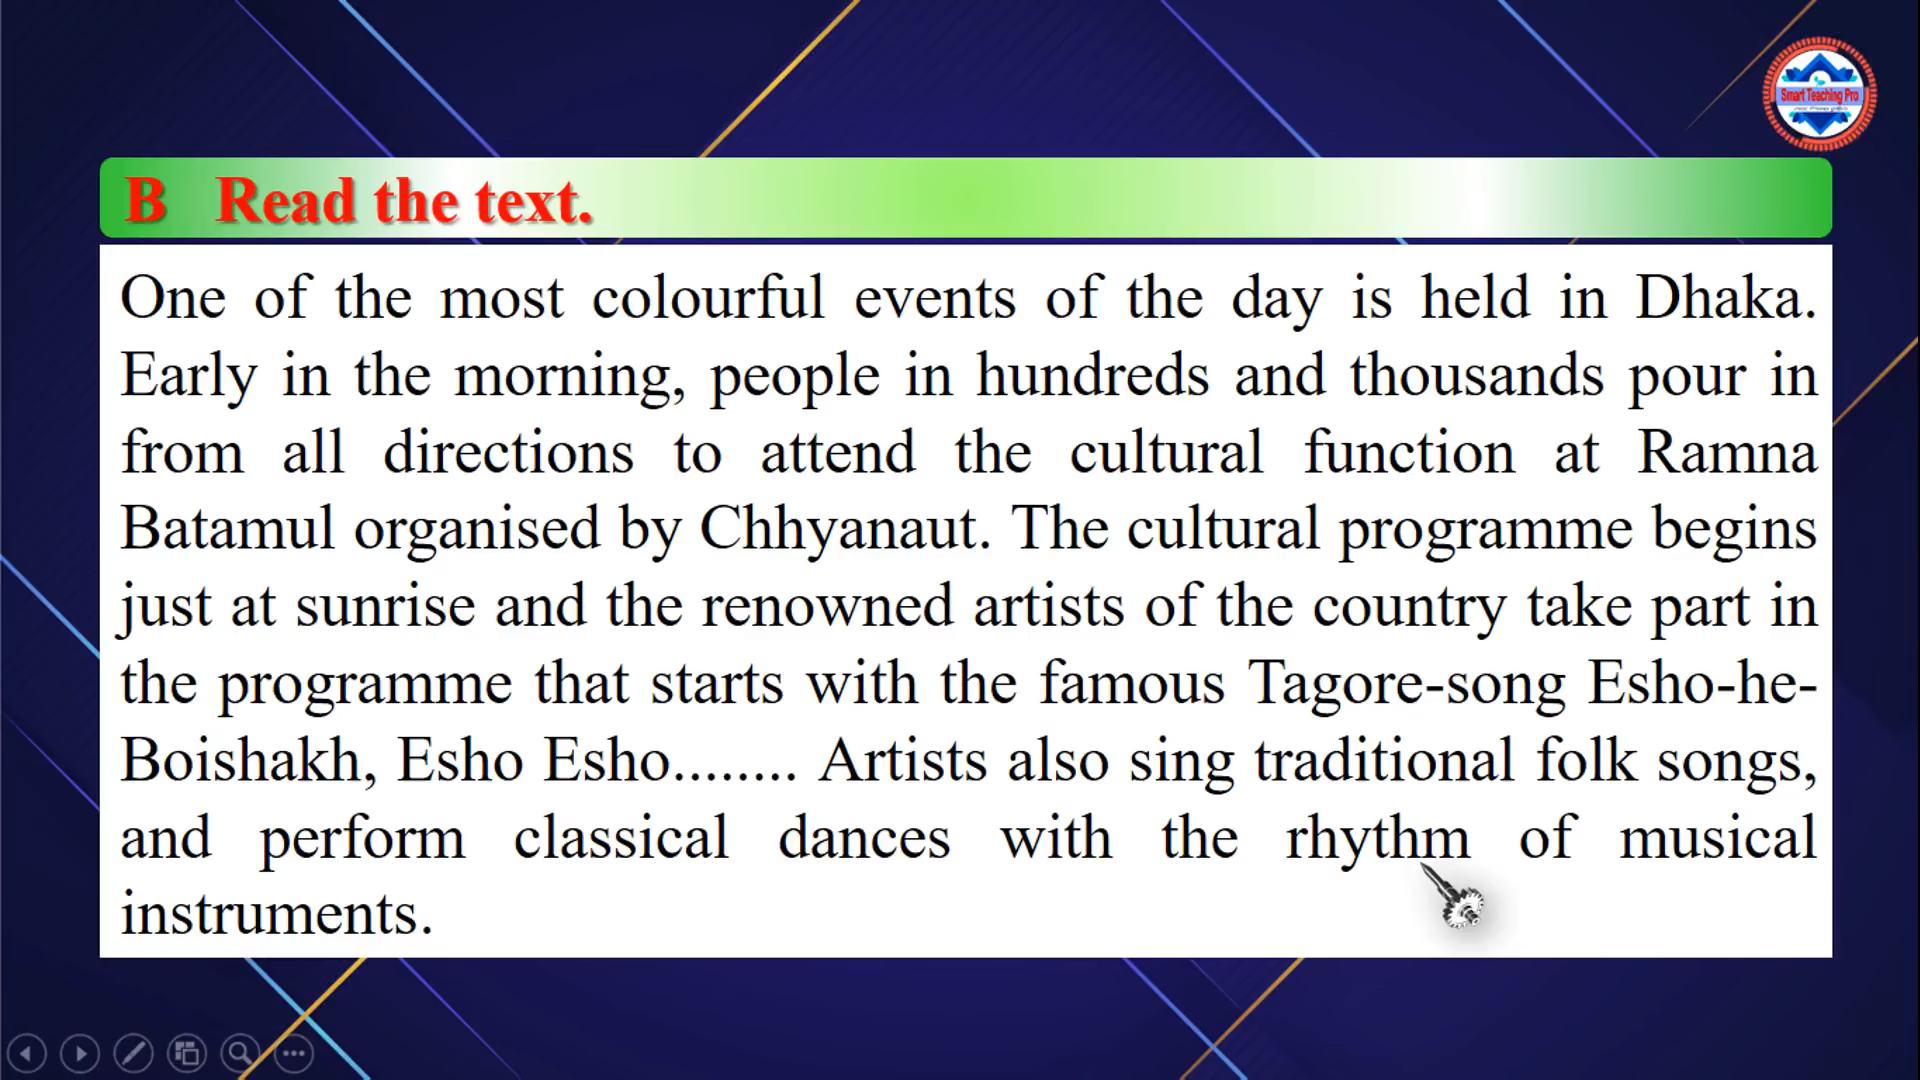 Smart Teaching Pro
B Read the text.
One of the most colourful events of the day is held in Dhaka.
Early in the morning, people in hundreds and thousands pour in
from all directions to attend the cultural function at Ramna
Batamul organised by Chhyanaut. The cultural programme begins
just at sunrise and the renowned artists of the country take part in
the programme that starts with the famous Tagore-song Esho-he-
Boishakh, Esho Esho........ Artists also sing traditional folk songs,
and perform classical dances with the rhythm of musical
instruments.